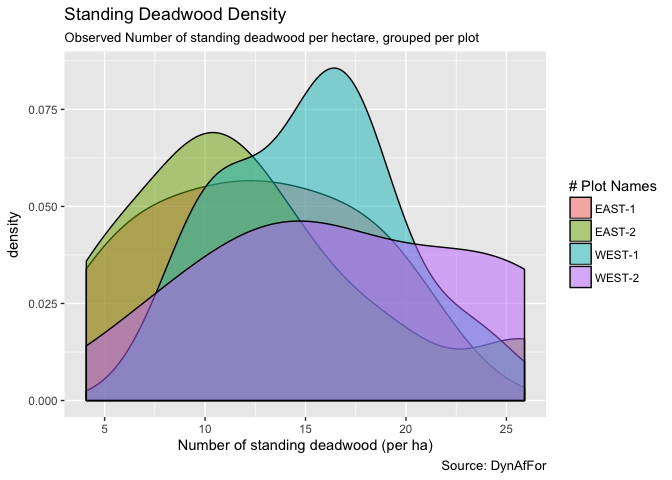 Standing Deadwood Density
Observed Number of standing deadwood per hectare, grouped per plot
0.075
0.050
0.025
0.000
density
5 10 15 20 25
Number of standing deadwood (per ha)
# Plot Names
EAST-1
EAST-2
WEST-1
WEST-2
Source: DynAfFor